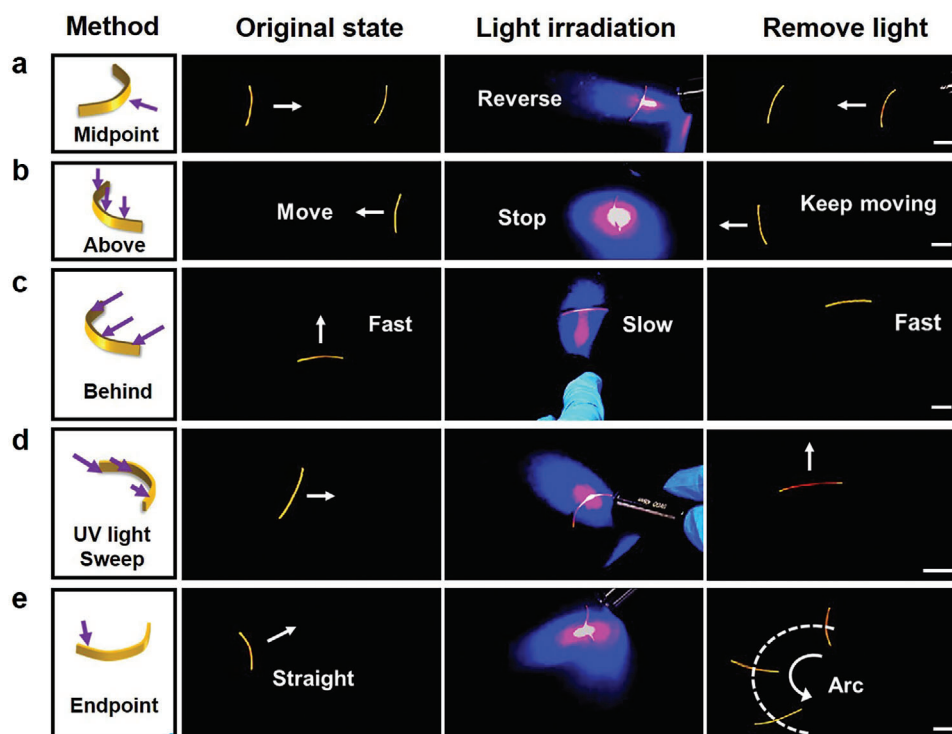 Method Original state Light irradiation Remove light
a
Midpoint
Reverse
b
Above
Move
Stop
Keep moving
c
Behind
Fast
Slow
Fast
d
UV light
Sweep
e
Endpoint
Straight
Arc